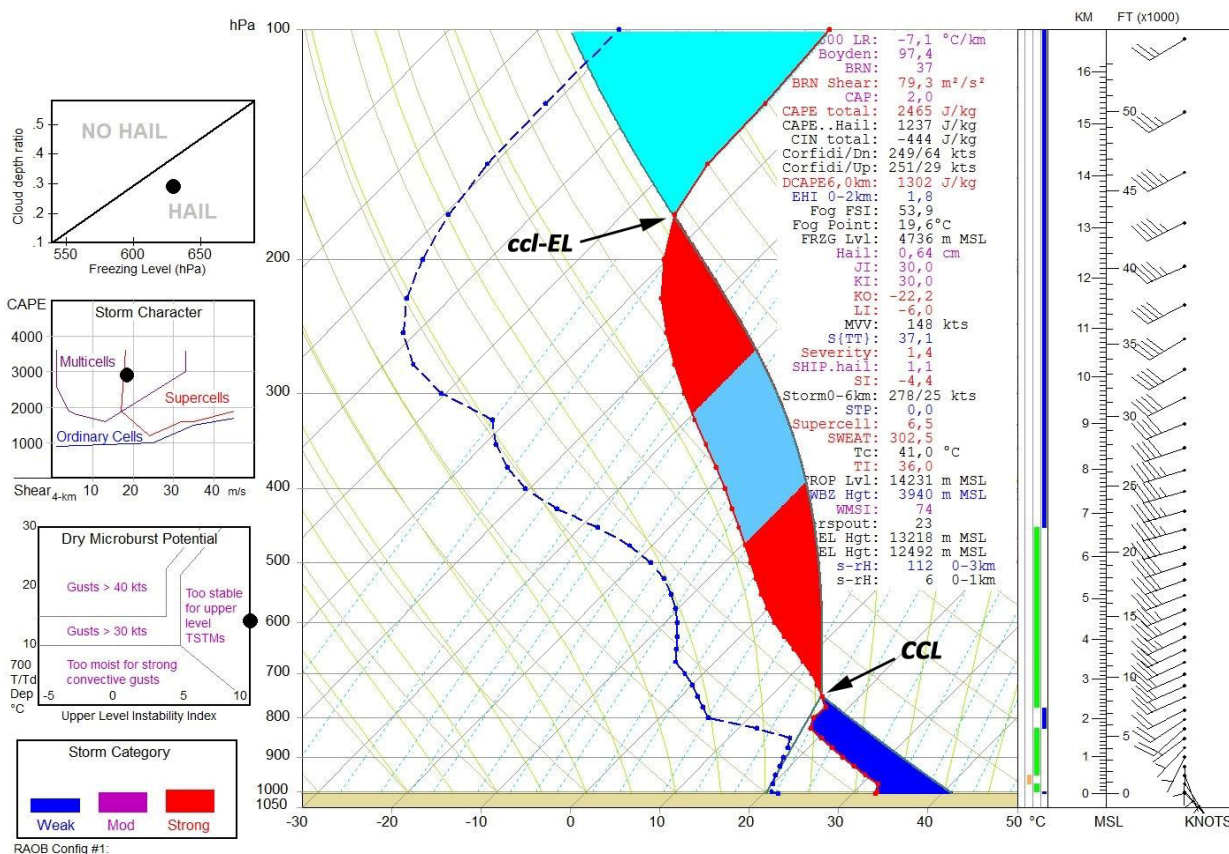 hPa
100
200
300
400
500
600
700
800
900
1000
1050
-30
-20
-10
0
10
20
30
40
50
°C
ccl-EL
CCL
600 LR: -7,1 °C/km
Boyden: 97,4
BRN: 37
BRN Shear: 79,3 m²/s²
CAP: 2,0
CAPE total: 2465 J/kg
CAPE..Hail: 1237 J/kg
CIN total: -444 J/kg
Corfidi/Dn: 249/64 kts
Corfidi/Up: 251/29 kts
DCAPE6,0km: 1302 J/kg
EHI 0-2km: 1,8
Fog FSI: 53,9
Fog Point: 19,6°C
FRZG Lvl: 4736 m MSL
Hail: 0,64 cm
JI: 30,0
KI: 30,0
KO: -22,2
LI: -6,0
MVV: 148 kts
S{TT}: 37,1
Severity: 1,4
SHIP.hail: 1,1
SI: -4,4
Storm0-6km: 278/25 kts
STP: 0,0
Supercell: 6,5
SWEAT: 302,5
Tc: 41,0 °C
TI: 36,0
ROP Lvl: 14231 m MSL
WBZ Hgt: 3940 m MSL
WMSI: 74
erspout: 23
EL Hgt: 13218 m MSL
EL Hgt: 12492 m MSL
s-rH: 112 0-3km
s-rH: 6 0-1km
KM
FT (x1000)
16
15
14
13
12
11
10
9
8
7
6
5
4
3
2
1
0
50
45
40
35
30
25
20
15
10
5
0
MSL
KNOTS
NO HAIL
HAIL
Cloud depth ratio
.5
.4
.3
.2
.1
550
600
650
Freezing Level (hPa)
CAPE
Storm Character
4000
3000
2000
1000
Multicells
Supercells
Ordinary Cells
Shear 4-km
10
20
30
40
m/s
Dry Microburst Potential
30
20
10
Gusts > 40 kts
Gusts > 30 kts
Too stable
for upper
level
TSTMs
Too moist for strong
convective gusts
700
T/Td
Dep
°C
-5
0
5
10
Upper Level Instability Index
Storm Category
Weak
Mod
Strong
RAOB Config #1: